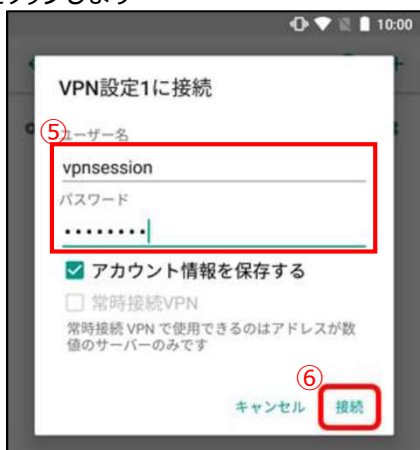 10:00
VPN設定1に接続
⑤
ユーザー名
vpnsession
パスワード
••••••••
アカウント情報を保存する
常時接続VPN
常時接続 VPN で使用できるのはアドレスが数
値のサーバーのみです
⑥
キャンセル 接続